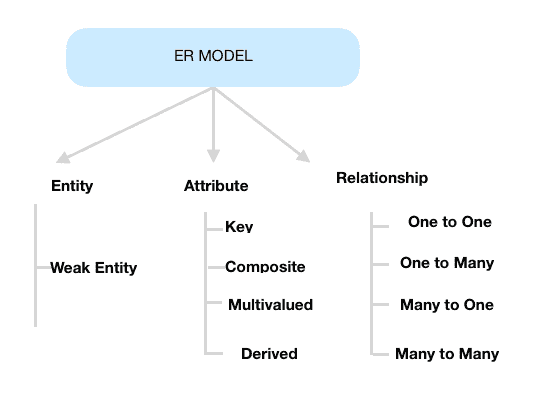 ER MODEL
Entity
Attribute
Relationship
Weak Entity
Key
Composite
Multivalued
Derived
One to One
One to Many
Many to One
Many to Many